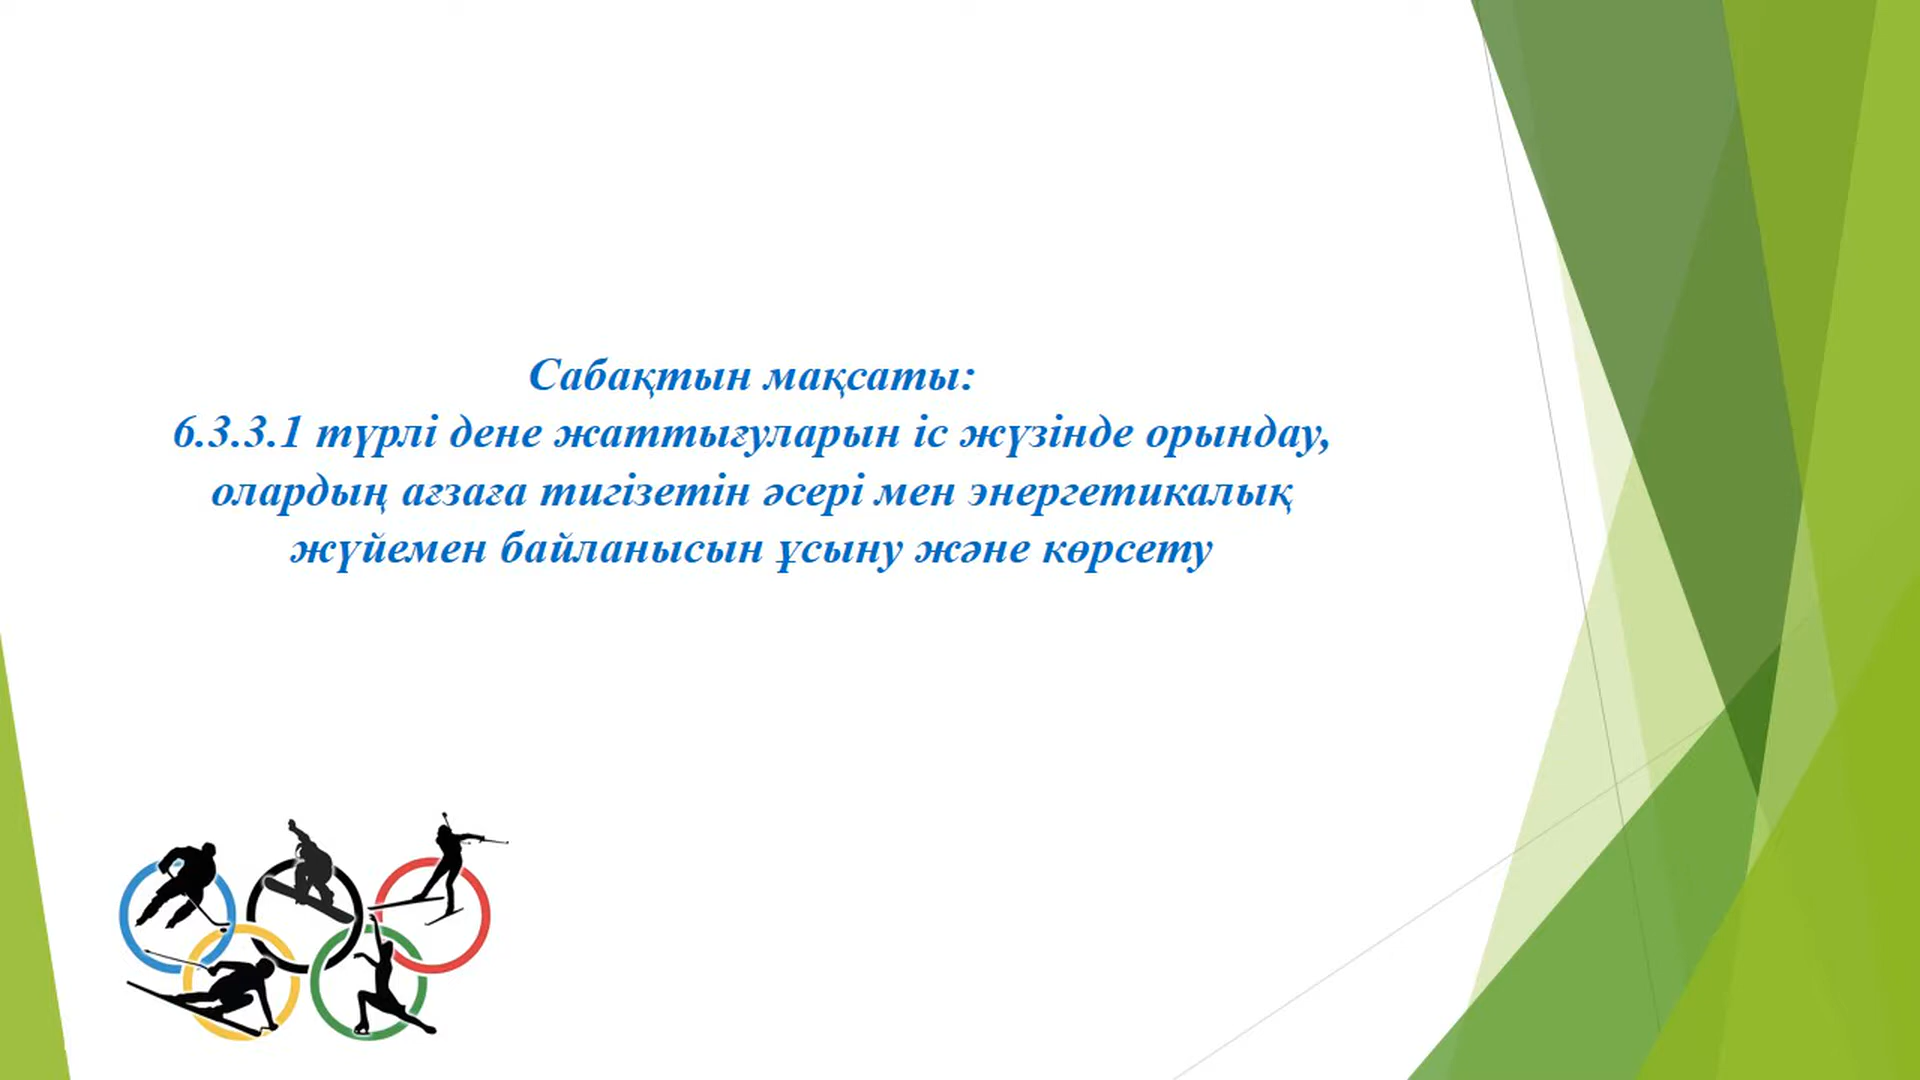 Сабақтын мақсаты:
6.3.3.1 түрлі дене жаттығуларын іс жүзінде орындау,
олардың ағзаға тигізетін әсері мен энергетикалық
жүйемен байланысын ұсыну және көрсету